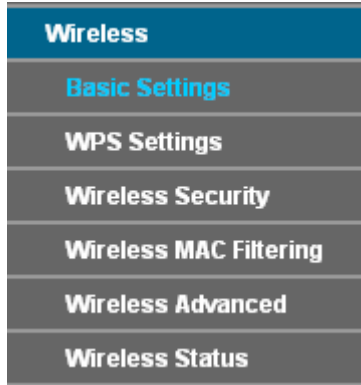 Wireless
Basic Settings
WPS Settings
Wireless Security
Wireless MAC Filtering
Wireless Advanced
Wireless Status